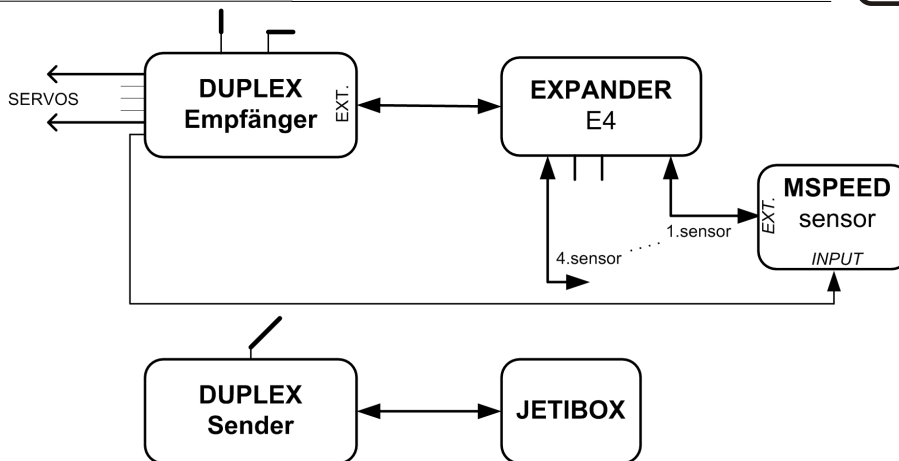 SERVOS
DUPLEX
Empfänger
EXT.
EXPANDER
E4
MSPEED
sensor
EXT.
INPUT
1.sensor
4.sensor
DUPLEX
Sender
JETIBOX